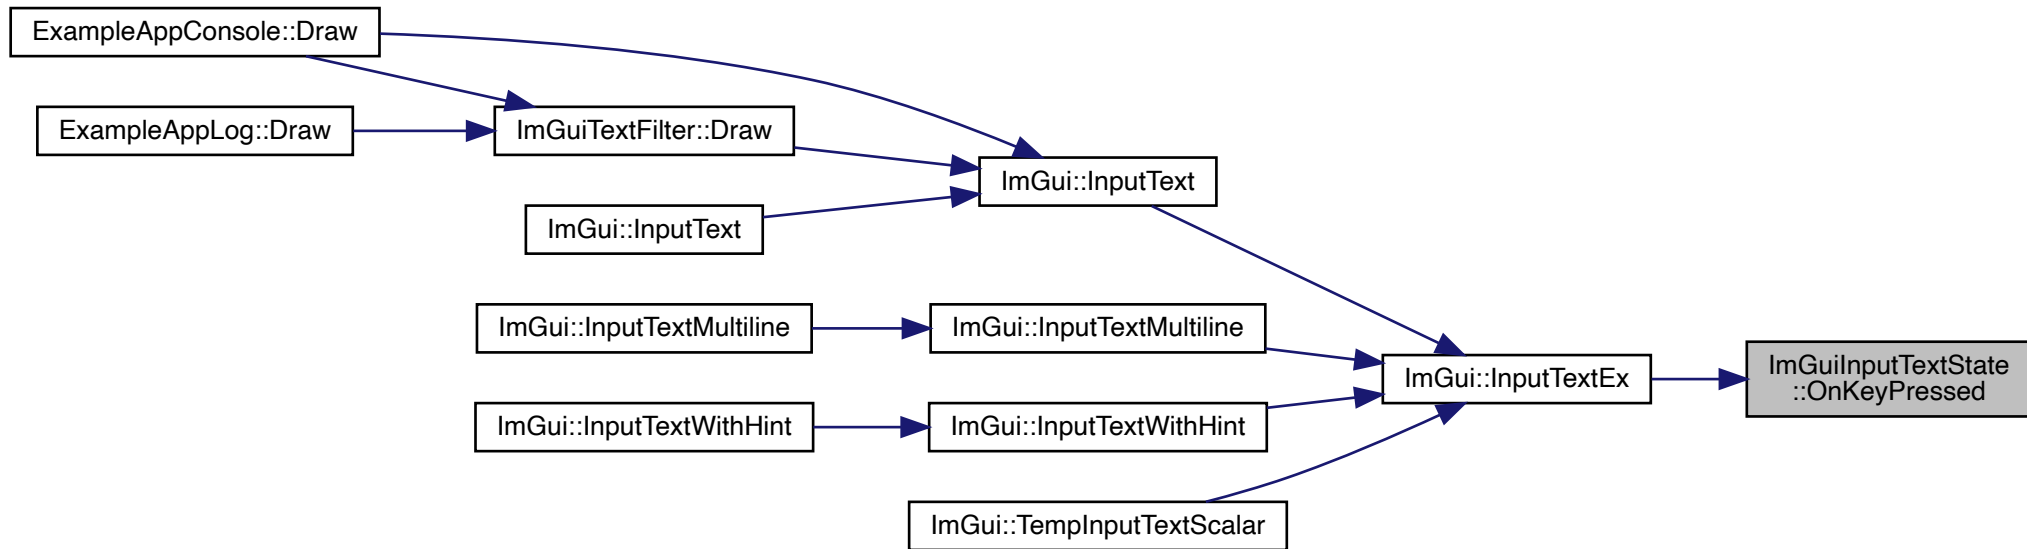 ExampleAppConsole::Draw
ExampleAppLog::Draw
ImGuiTextFilter::Draw
ImGui::InputText
ImGui::InputText
ImGui::InputTextMultiline
ImGui::InputTextMultiline
ImGui::InputTextEx
ImGuiInputTextState
::OnKeyPressed
ImGui::InputTextWithHint
ImGui::InputTextWithHint
ImGui::TempInputTextScalar